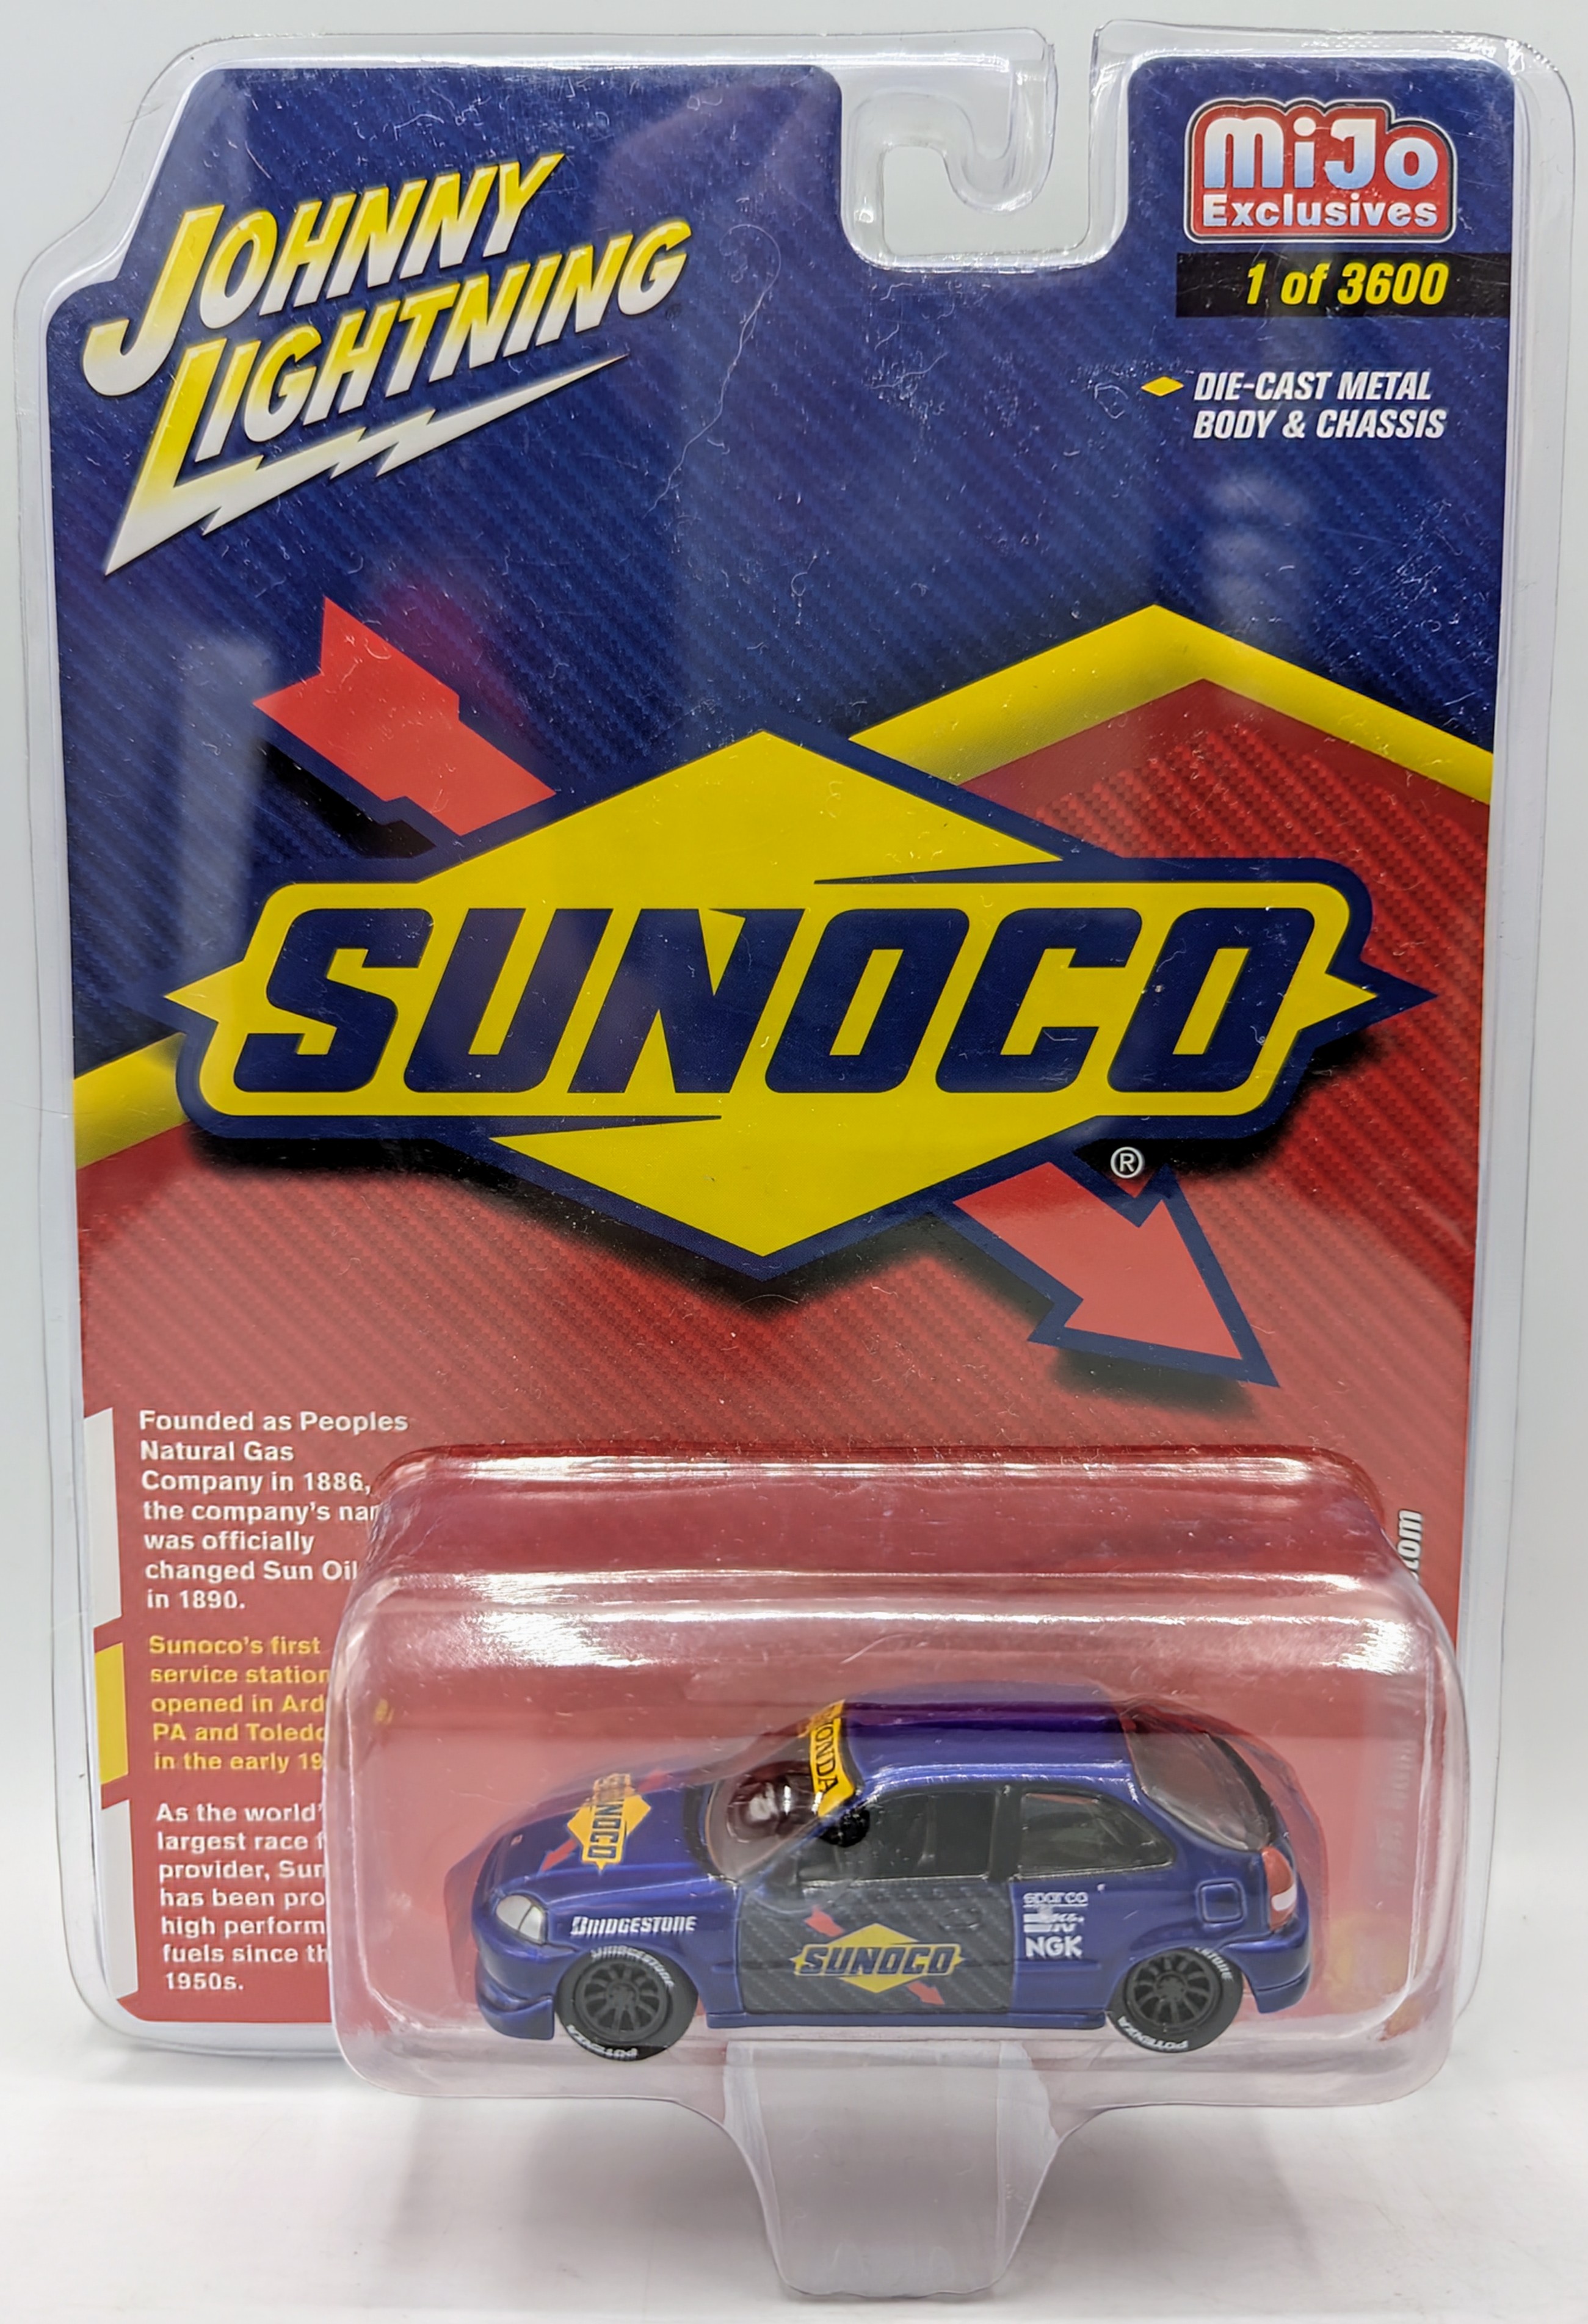 JOHNNY
LIGHTNING
MiJo
Exclusives
1 of 3600
DIE-CAST METAL
BODY & CHASSIS
SUNOCO
®
Founded as Peoples
Natural Gas
Company in 1886,
the company's
was officially
changed Sun Oil
in 1890.
Sunoco's first
service station
opened in
PA and Toledo
in the early
As the world's
largest race
provider,
has been
high
fuels since
1950s.
HONDA
SUNOCO
BRIDGESTONE
SUNOCO
sparco
K&N
NGK
BRIDGESTONE
POTENZA
POTENZA